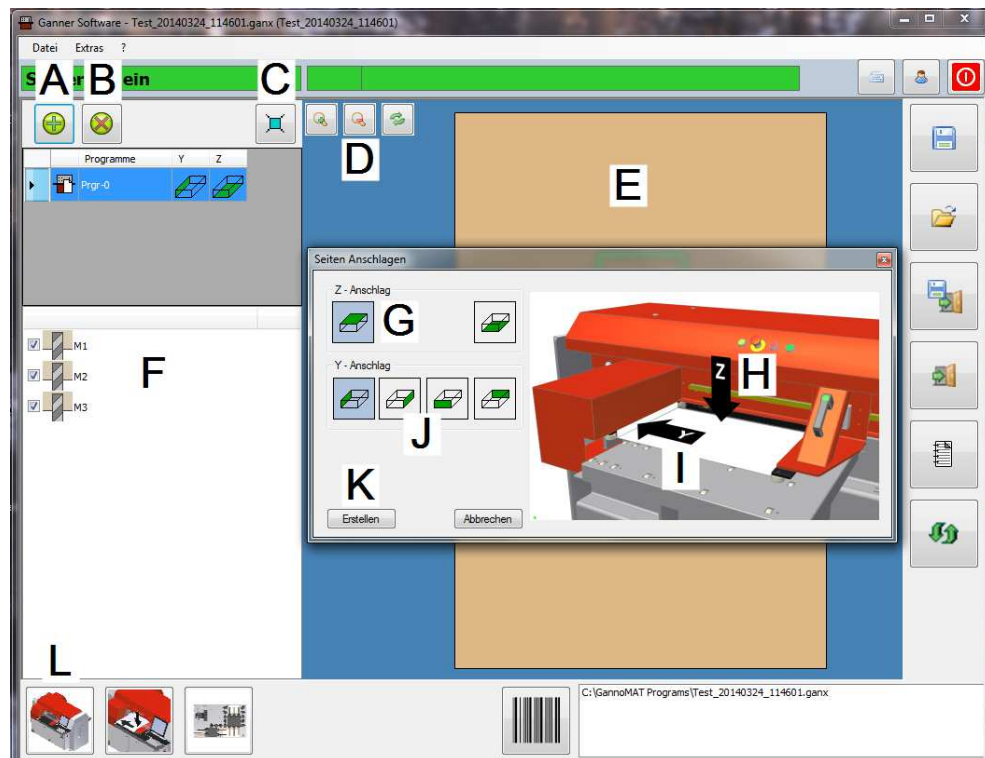 Ganner Software - Test_20140324_114601.ganx (Test_20140324_114601)
Datei Extras ?
ein
A B C
D
E
Programme Y Z
Prgr-0
Seiten Anschlagen
Z - Anschlag
G
Y - Anschlag
J
K
Erstellen Abbrechen
Z H
Y I
M1
M2
M3
F
L
C:\GannoMAT Programs\Test_20140324_114601.ganx